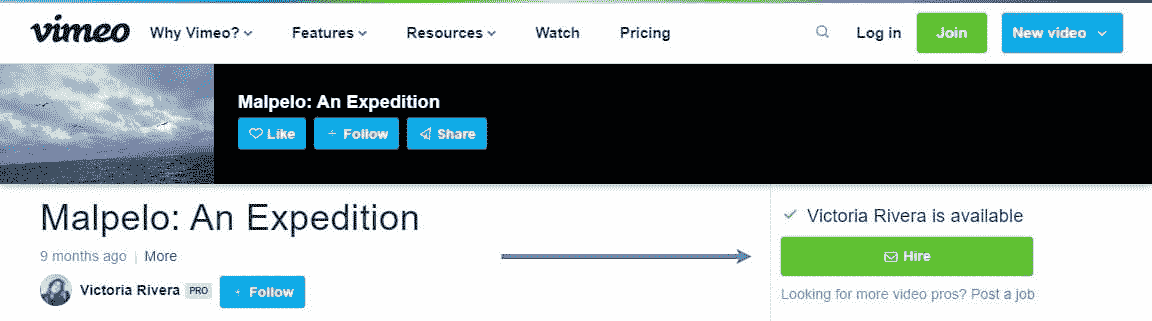 vimeo Why Vimeo? Features Resources Watch Pricing Log in Join New video
Malpelo: An Expedition
Like + Follow Share
Malpelo: An Expedition
9 months ago | More
Victoria Rivera PRO + Follow
Victoria Rivera is available
Hire
Looking for more video pros? Post a job